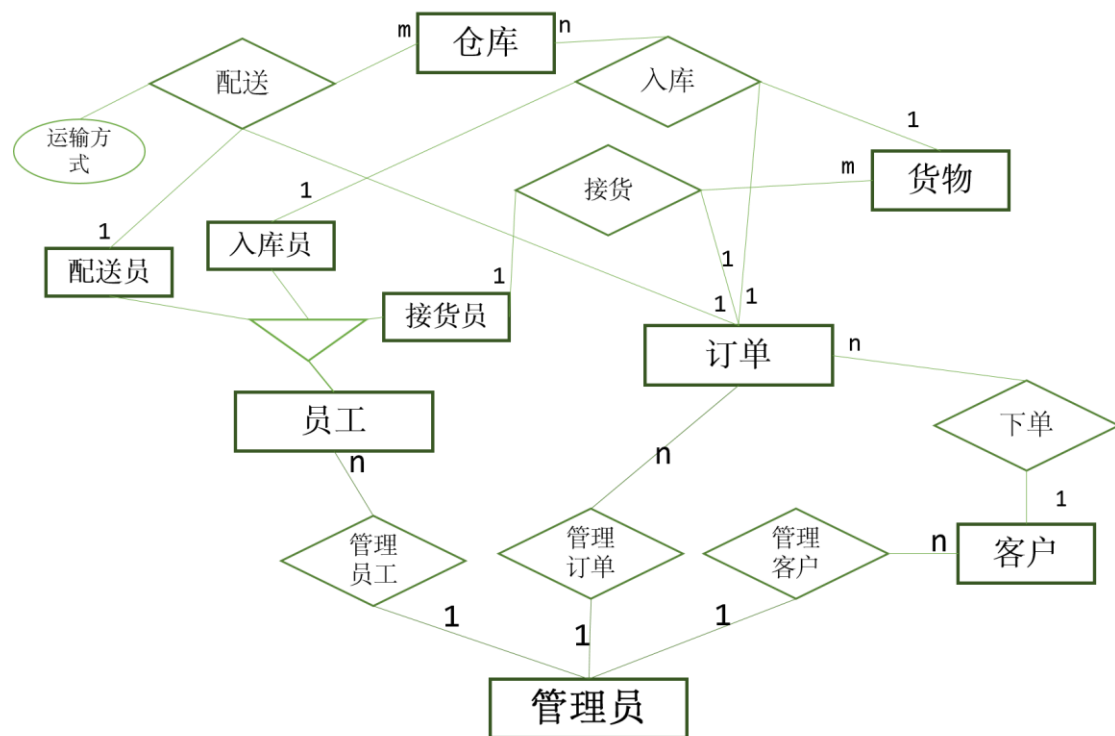 m
仓库
n
配送
入库
运输方
式
1
货物
m
接货
1
1
入库员
1
配送员
1
接货员
1
1
1
订单
n
员工
n
n
下单
1
管理
员工
管理
订单
管理
客户
n
客户
1
1
1
管理员